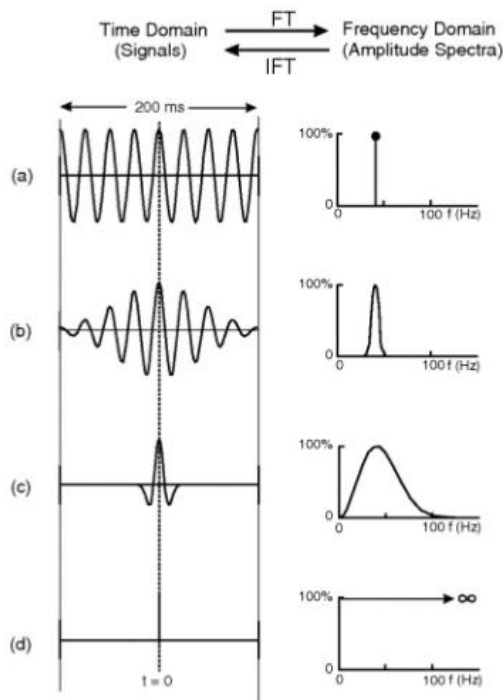 FT
Time Domain Frequency Domain
(Signals) (Amplitude Spectra)
IFT
200 ms
(a) 100%
0
0 100 f (Hz)
(b) 100%
0
0 100 f (Hz)
(c) 100%
0
0 100 f (Hz)
100% ∞
(d) 0
0 100 f (Hz)
t = 0